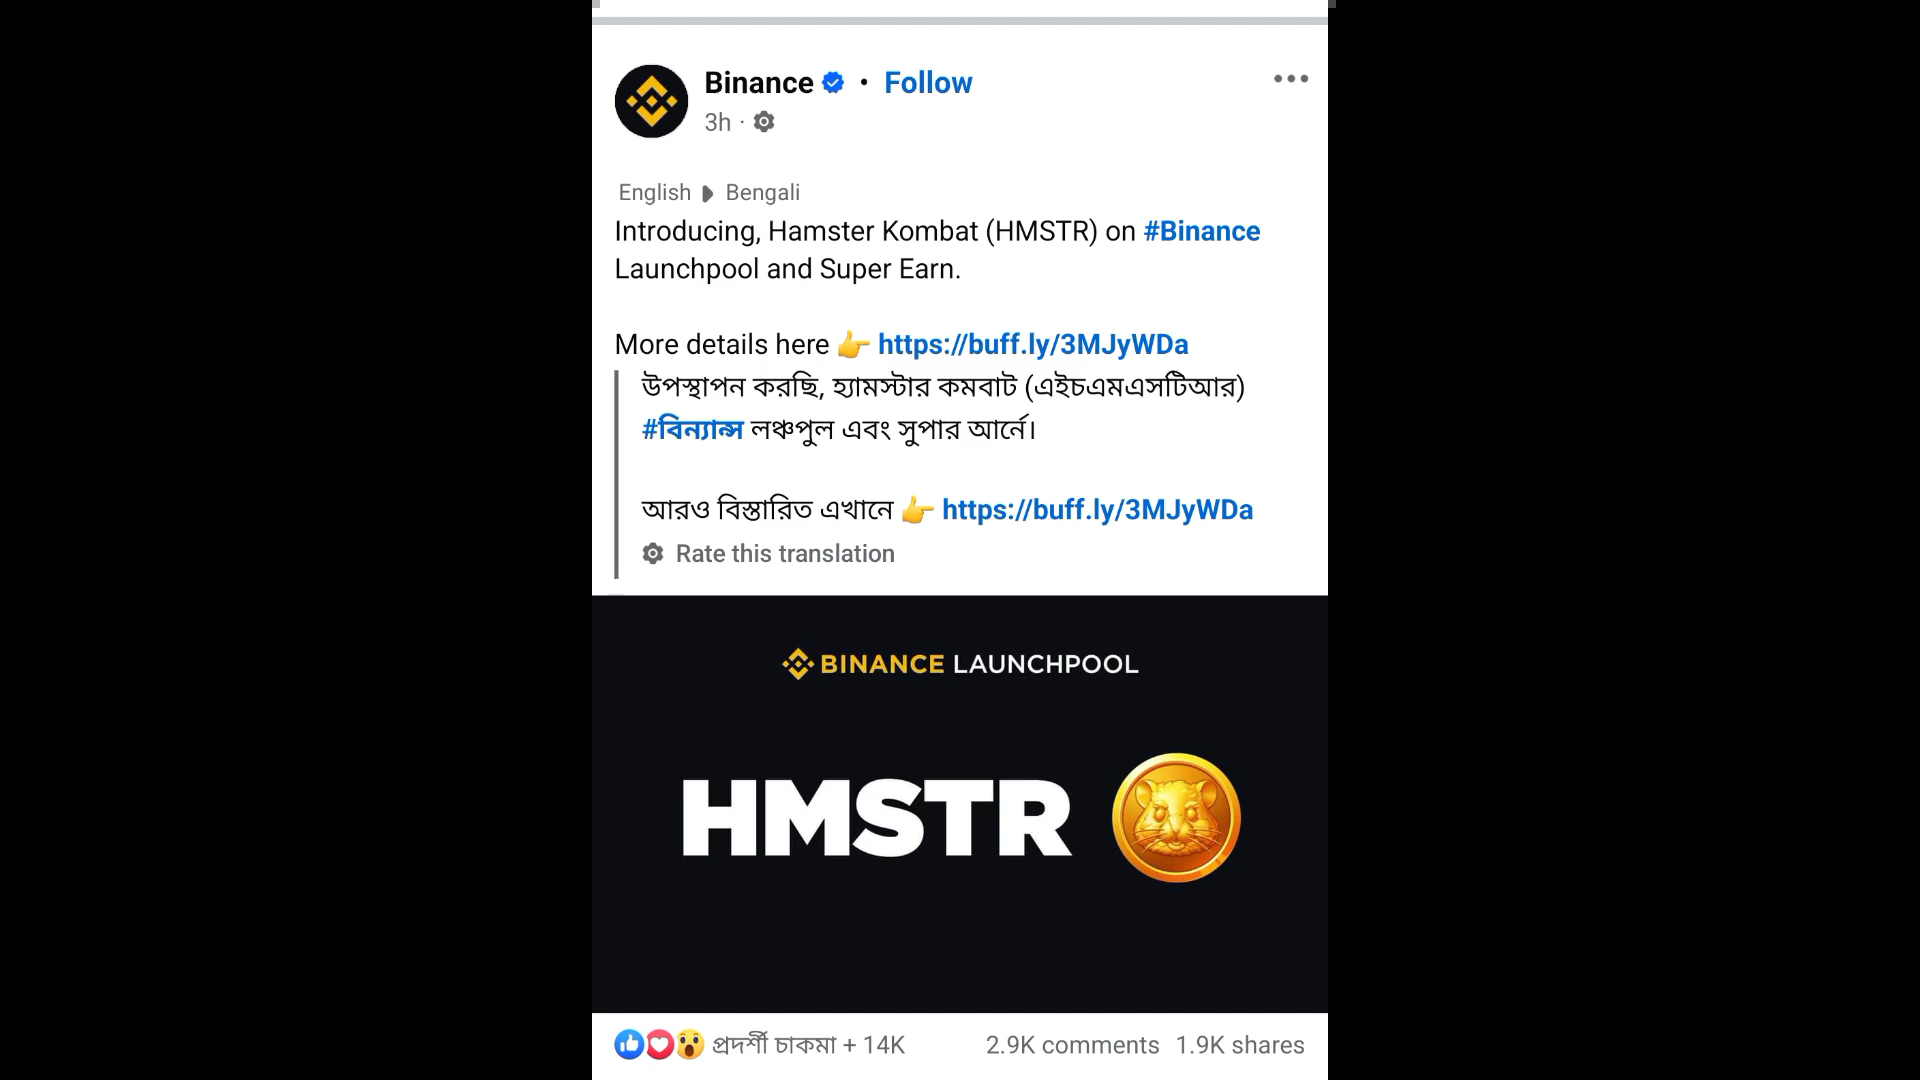 Binance • Follow
3h ·
English Bengali
Introducing, Hamster Kombat (HMSTR) on #Binance
Launchpool and Super Earn.
More details here 👉 https://buff.ly/3MJyWDa
উপস্থাপন করছি, হ্যামস্টার কমবাট (এইচএমএসটিআর)
#বিন্যান্স লঞ্চপুল এবং সুপার আর্নে।
আরও বিস্তারিত এখানে 👉 https://buff.ly/3MJyWDa
Rate this translation
BINANCE LAUNCHPOOL
HMSTR
প্রদর্শী চাকমা + 14K 2.9K comments 1.9K shares